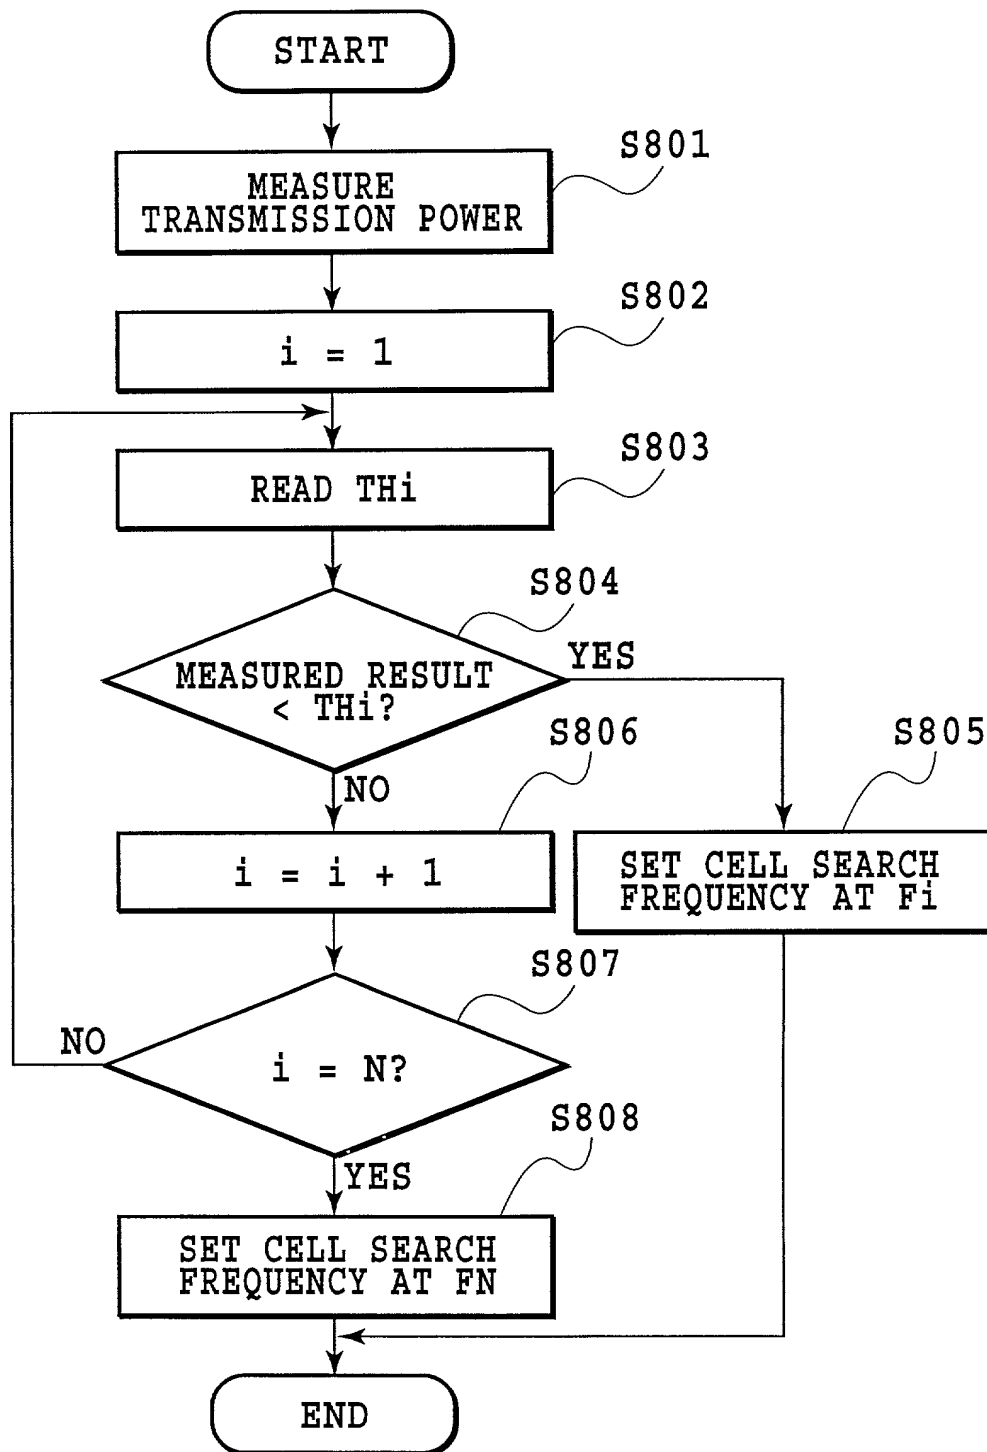 START
S801
MEASURE
TRANSMISSION POWER
S802
i = 1
S803
READ THi
S804
MEASURED RESULT
< THi?
YES
NO
S806
S805
i = i + 1
SET CELL SEARCH
FREQUENCY AT Fi
S807
i = N?
NO
YES
S808
SET CELL SEARCH
FREQUENCY AT FN
END